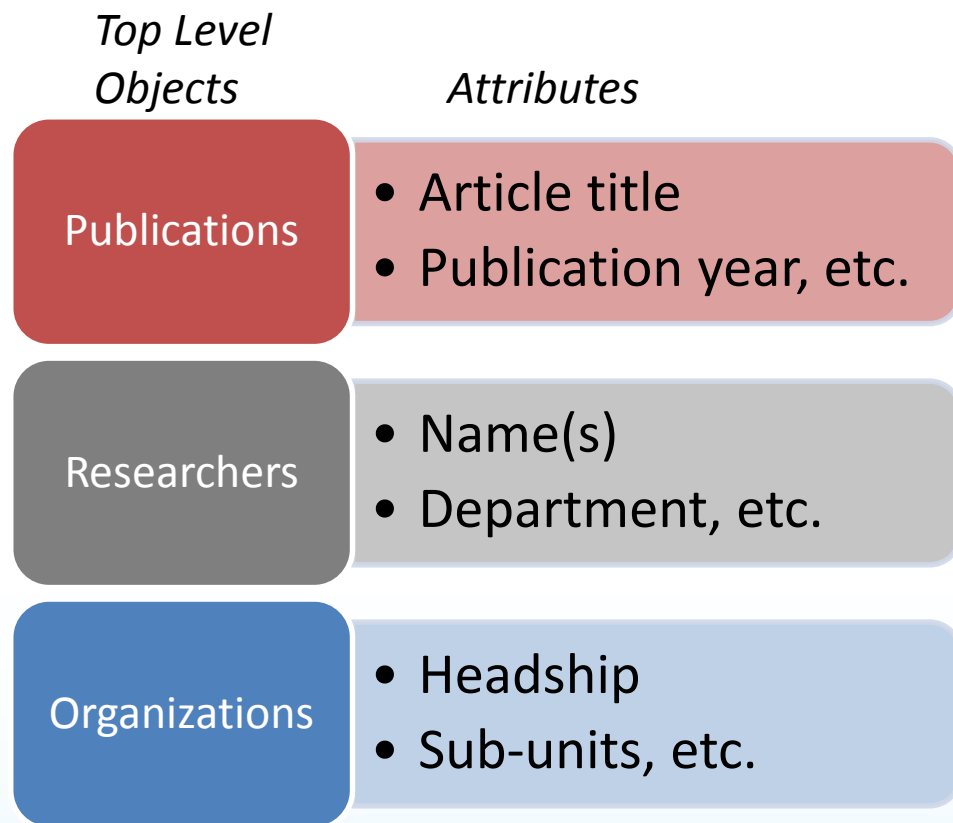 Top Level
Objects
Attributes
Publications
• Article title
• Publication year, etc.
Researchers
• Name(s)
• Department, etc.
Organizations
• Headship
• Sub-units, etc.